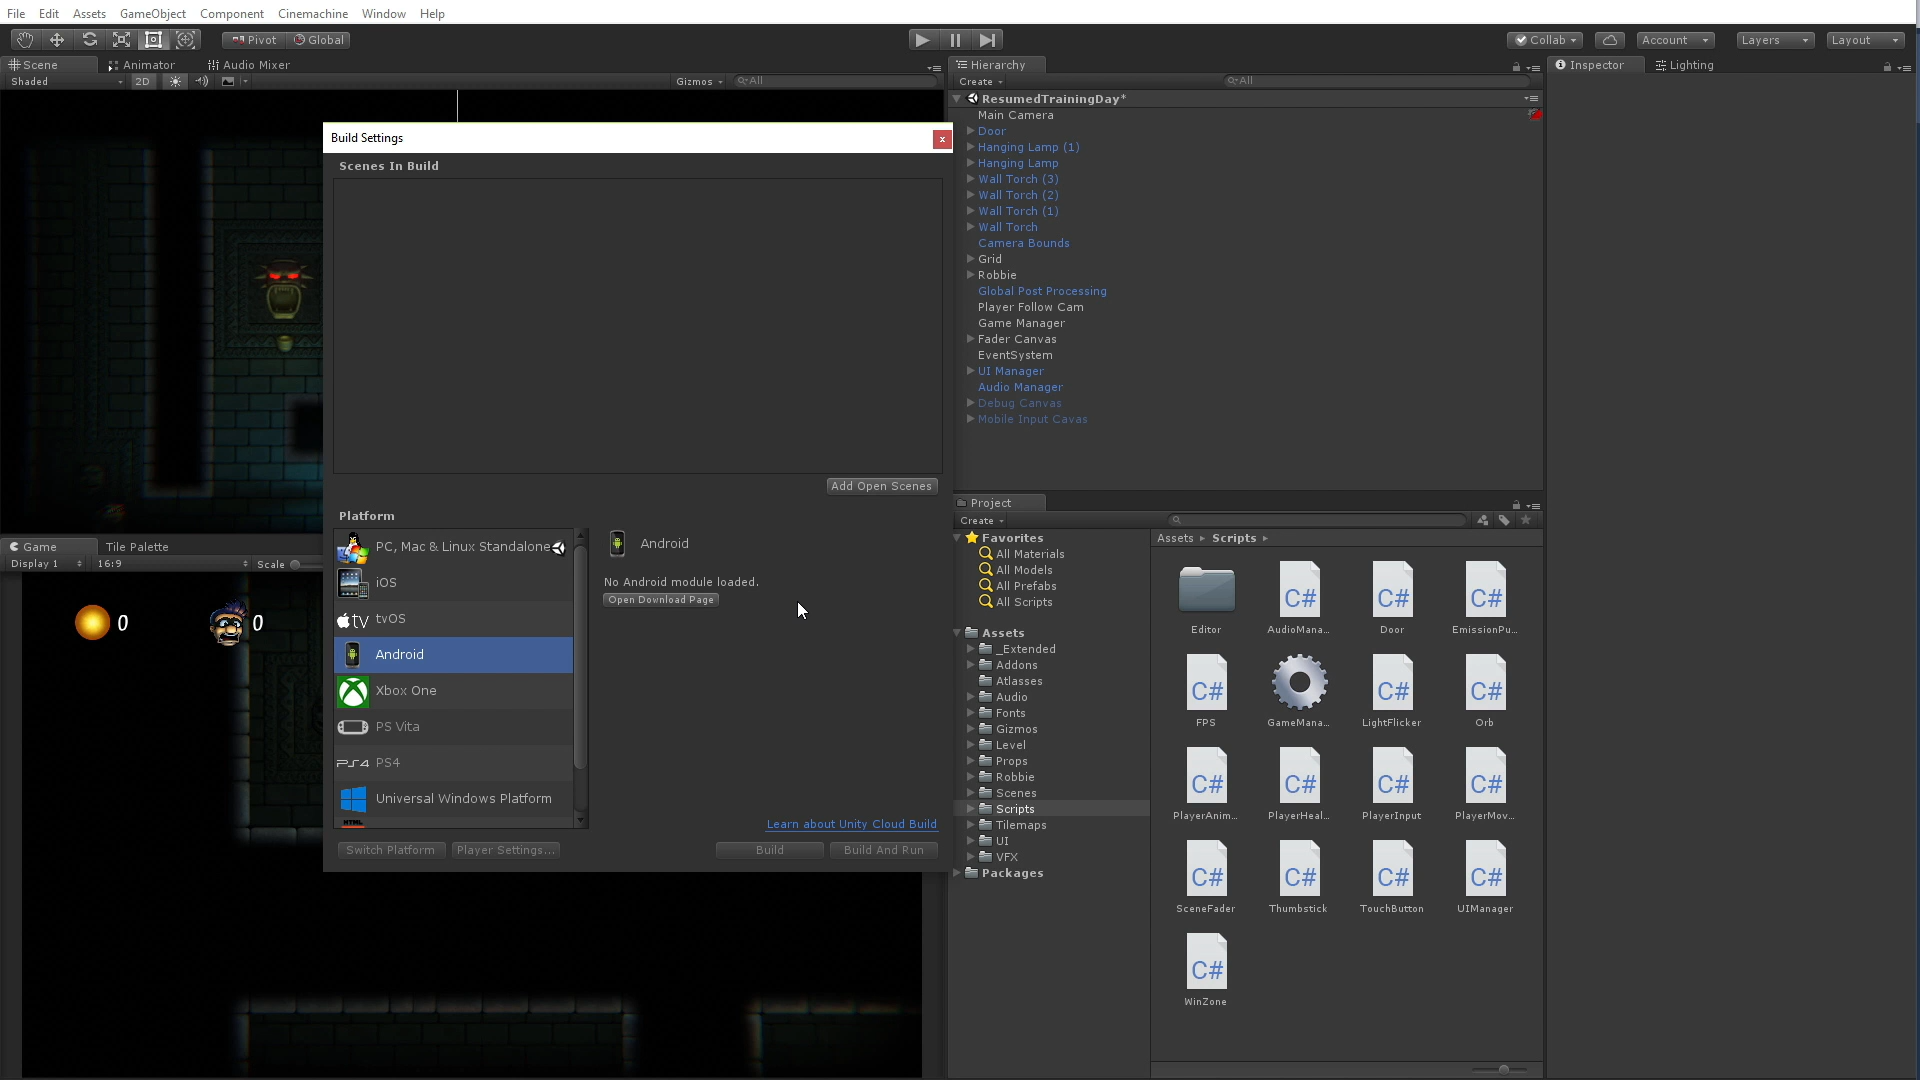 File Edit Assets GameObject Component Cinemachine Window Help
Pivot Global Collab Account Layers Layout
Scene Animator Audio Mixer
Shaded 2D Gizmos All
Build Settings
x
Scenes In Build
Add Open Scenes
Platform
PC, Mac & Linux Standalone
iOS
tv tvOS
Android
Xbox One
PS Vita
PS4 PS4
Universal Windows Platform
HTML
Android
No Android module loaded.
Open Download Page
Learn about Unity Cloud Build
Switch Platform Player Settings... Build Build And Run
Game Tile Palette
Display 1 16:9 Scale
0 0
Hierarchy
Create All
ResumedTrainingDay*
Main Camera
Door
Hanging Lamp (1)
Hanging Lamp
Wall Torch (3)
Wall Torch (2)
Wall Torch (1)
Wall Torch
Camera Bounds
Grid
Robbie
Global Post Processing
Player Follow Cam
Game Manager
Fader Canvas
EventSystem
UI Manager
Audio Manager
Debug Canvas
Mobile Input Cavas
Project
Create
Favorites
All Materials
All Models
All Prefabs
All Scripts
Assets
_Extended
Addons
Atlasses
Audio
Fonts
Gizmos
Level
Props
Robbie
Scenes
Scripts
Tilemaps
UI
VFX
Packages
Assets Scripts
C# C# C#
Editor AudioMana... Door EmissionPu...
C# C# C#
FPS GameMana... LightFlicker Orb
C# C# C# C#
PlayerAnim... PlayerHeal... PlayerInput PlayerMov...
C# C# C# C#
SceneFader Thumbstick TouchButton UIManager
C#
WinZone
Inspector Lighting